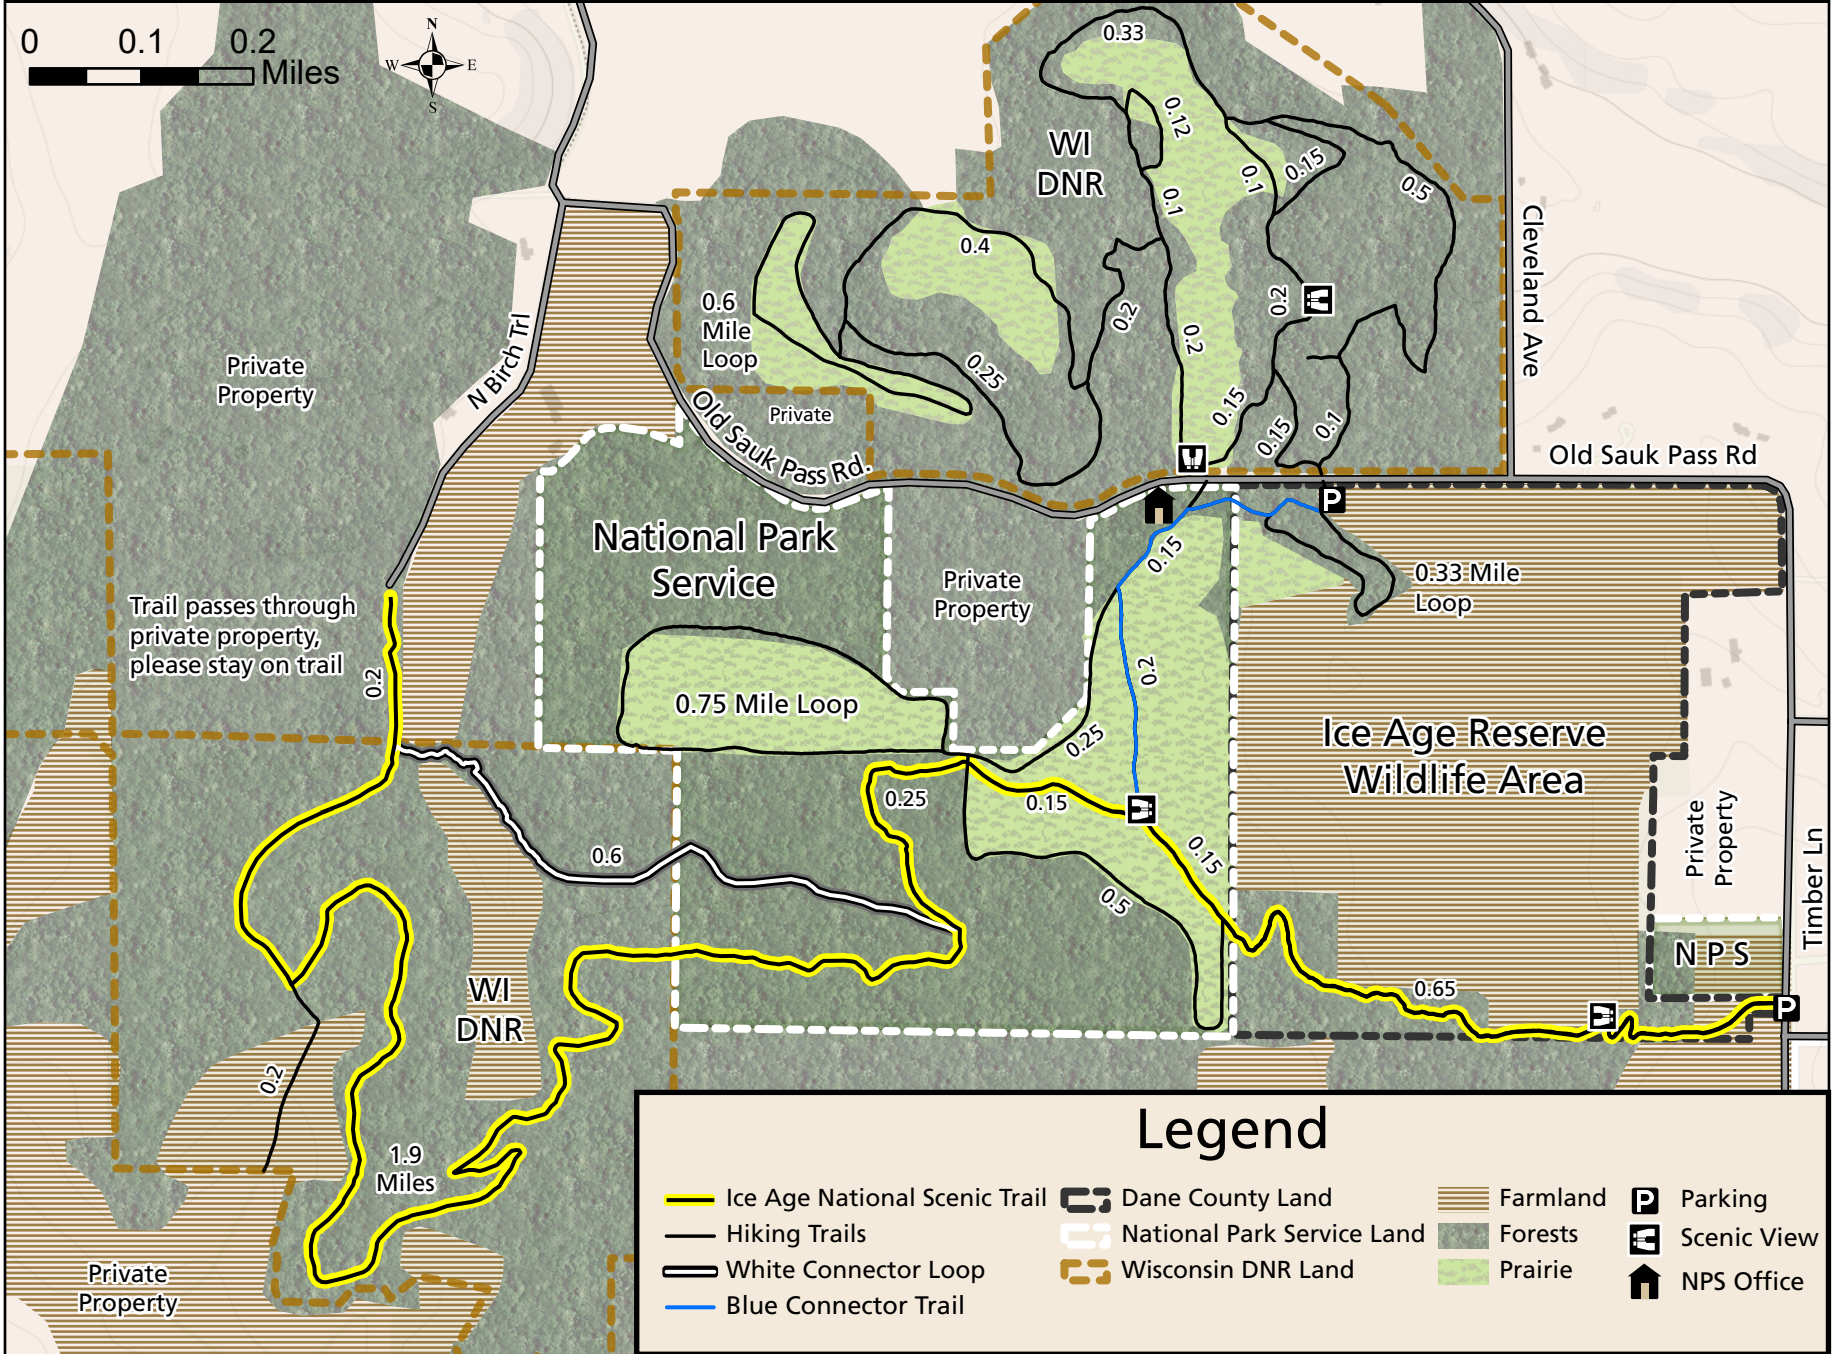 0 0.1 0.2
Miles
N
W E
S
0.33
0.12
WI
DNR
0.1
0.1
0.15
0.5
0.4
0.2
0.6
Mile
Loop
0.2
0.2
0.25
0.15
0.15
0.1
Cleveland Ave
Private
Property
N Birch Trl
Private
Old Sauk Pass Rd.
Old Sauk Pass Rd
P
National Park
Service
Private
Property
0.15
0.33 Mile
Loop
Trail passes through
private property,
please stay on trail
0.2
0.2
0.75 Mile Loop
0.25
Ice Age Reserve
Wildlife Area
0.25
0.15
0.15
0.6
0.5
Private
Property
Timber Ln
N P S
WI
DNR
0.65
P
0.2
1.9
Miles
Private
Property
Legend
Ice Age National Scenic Trail
Hiking Trails
White Connector Loop
Blue Connector Trail
Dane County Land
National Park Service Land
Wisconsin DNR Land
Farmland
Forests
Prairie
P Parking
Scenic View
NPS Office